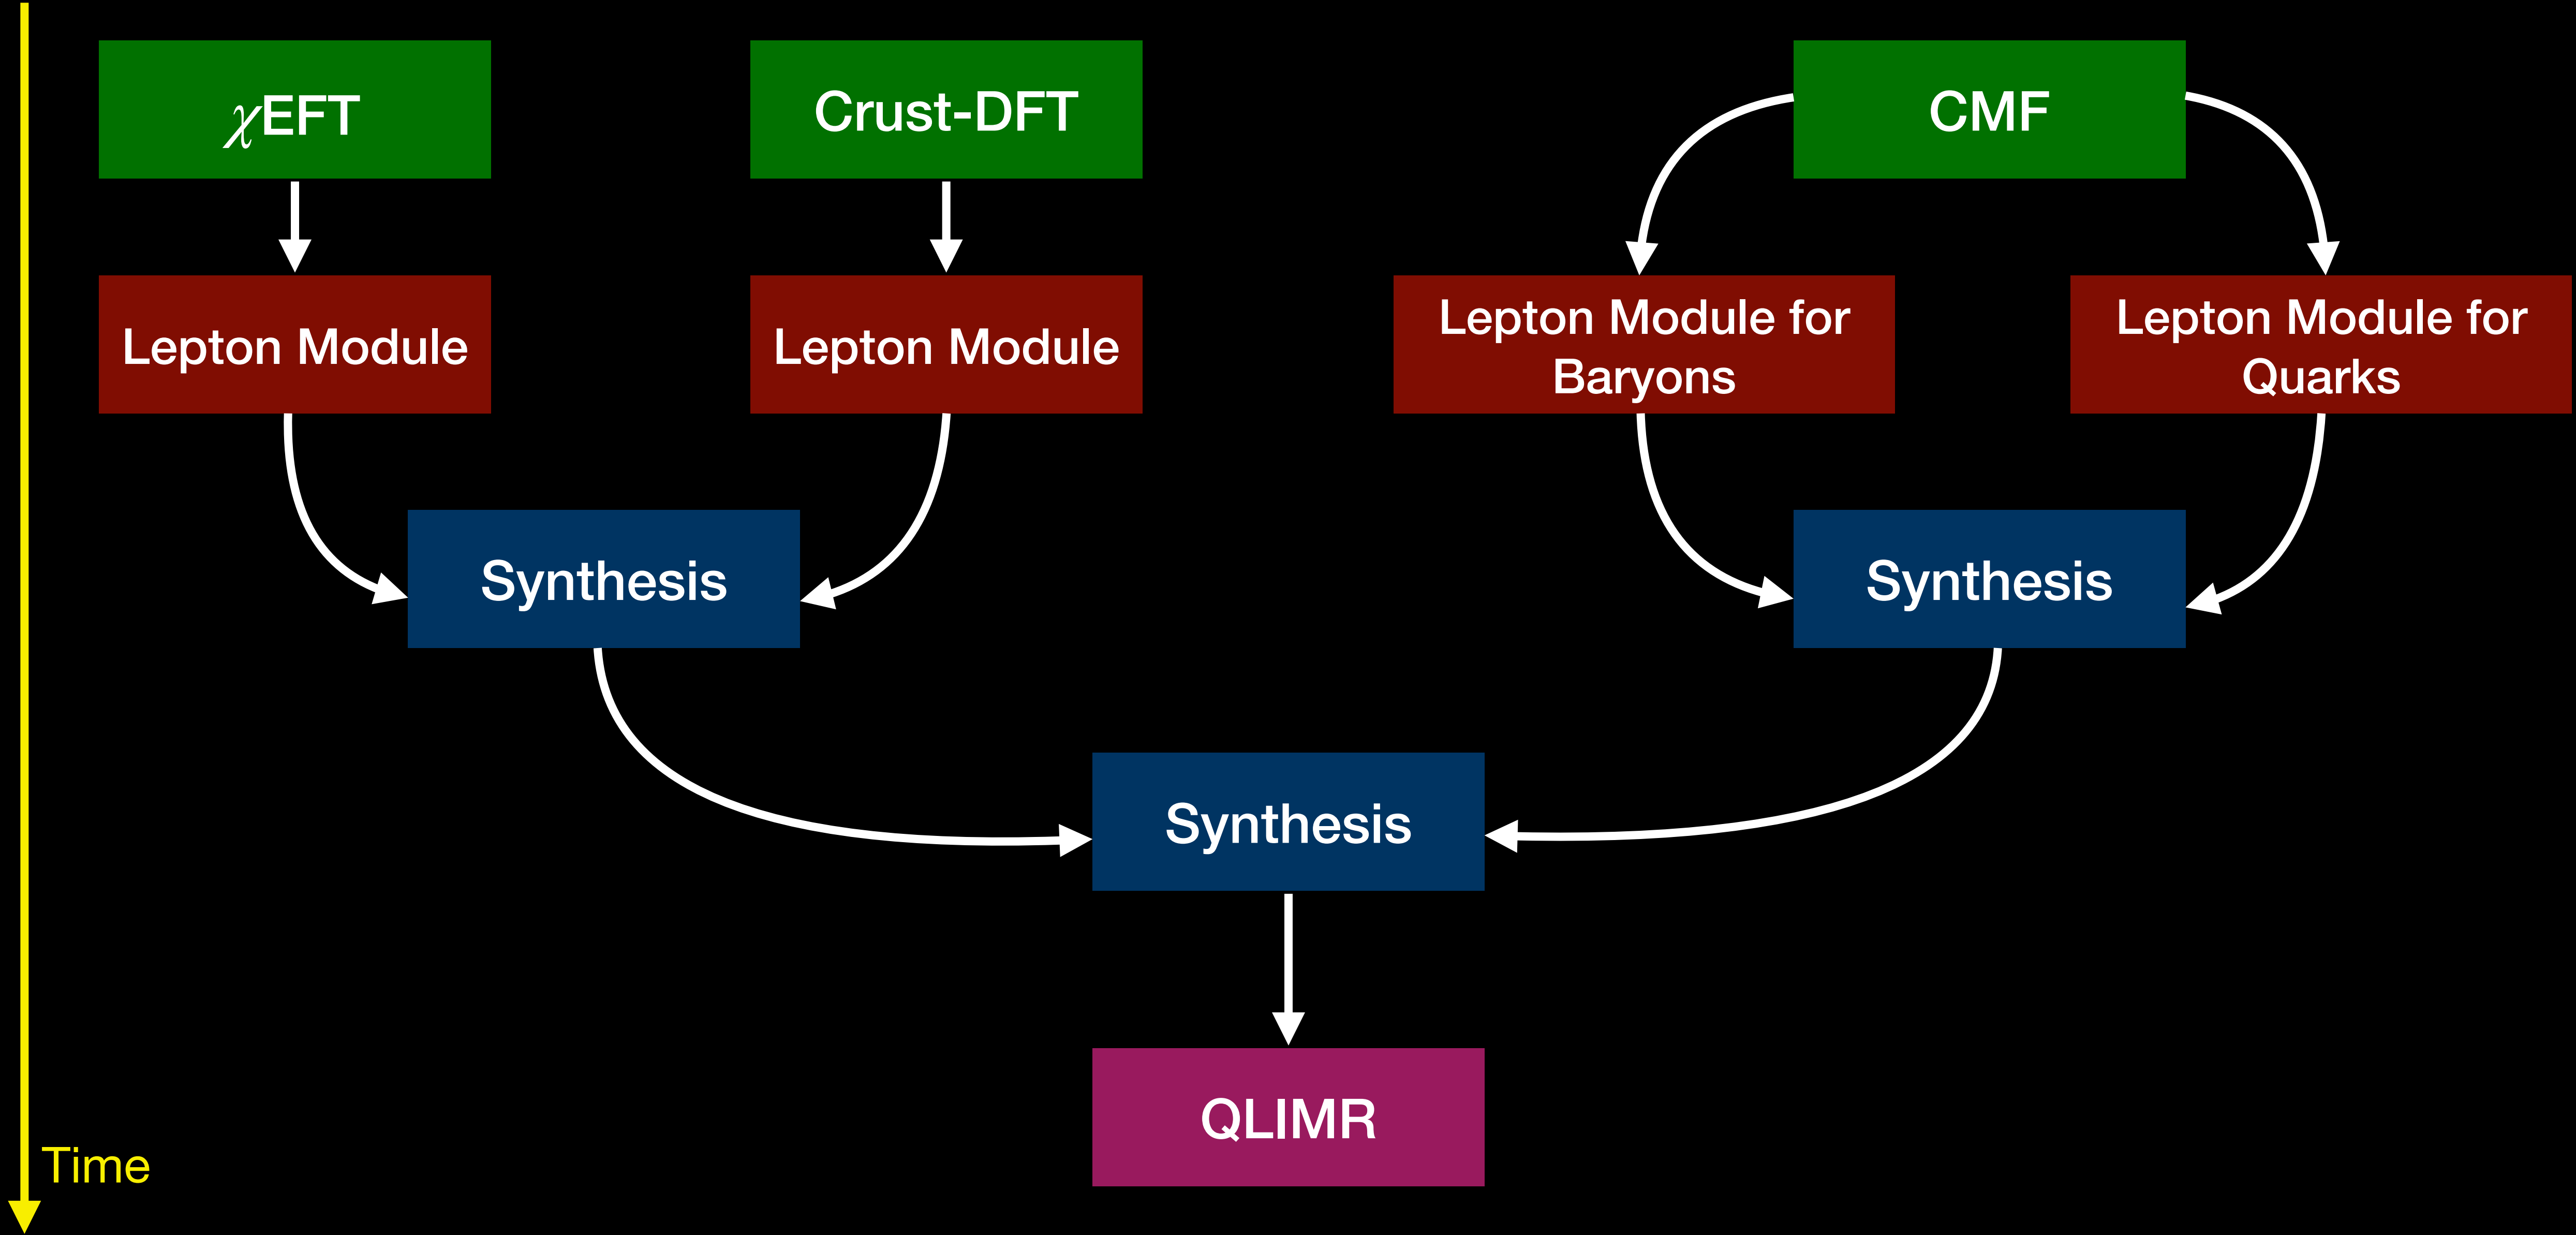 χEFT
Crust-DFT
CMF
Lepton Module
Lepton Module
Lepton Module for
Baryons
Lepton Module for
Quarks
Synthesis
Synthesis
Synthesis
QLIMR
Time